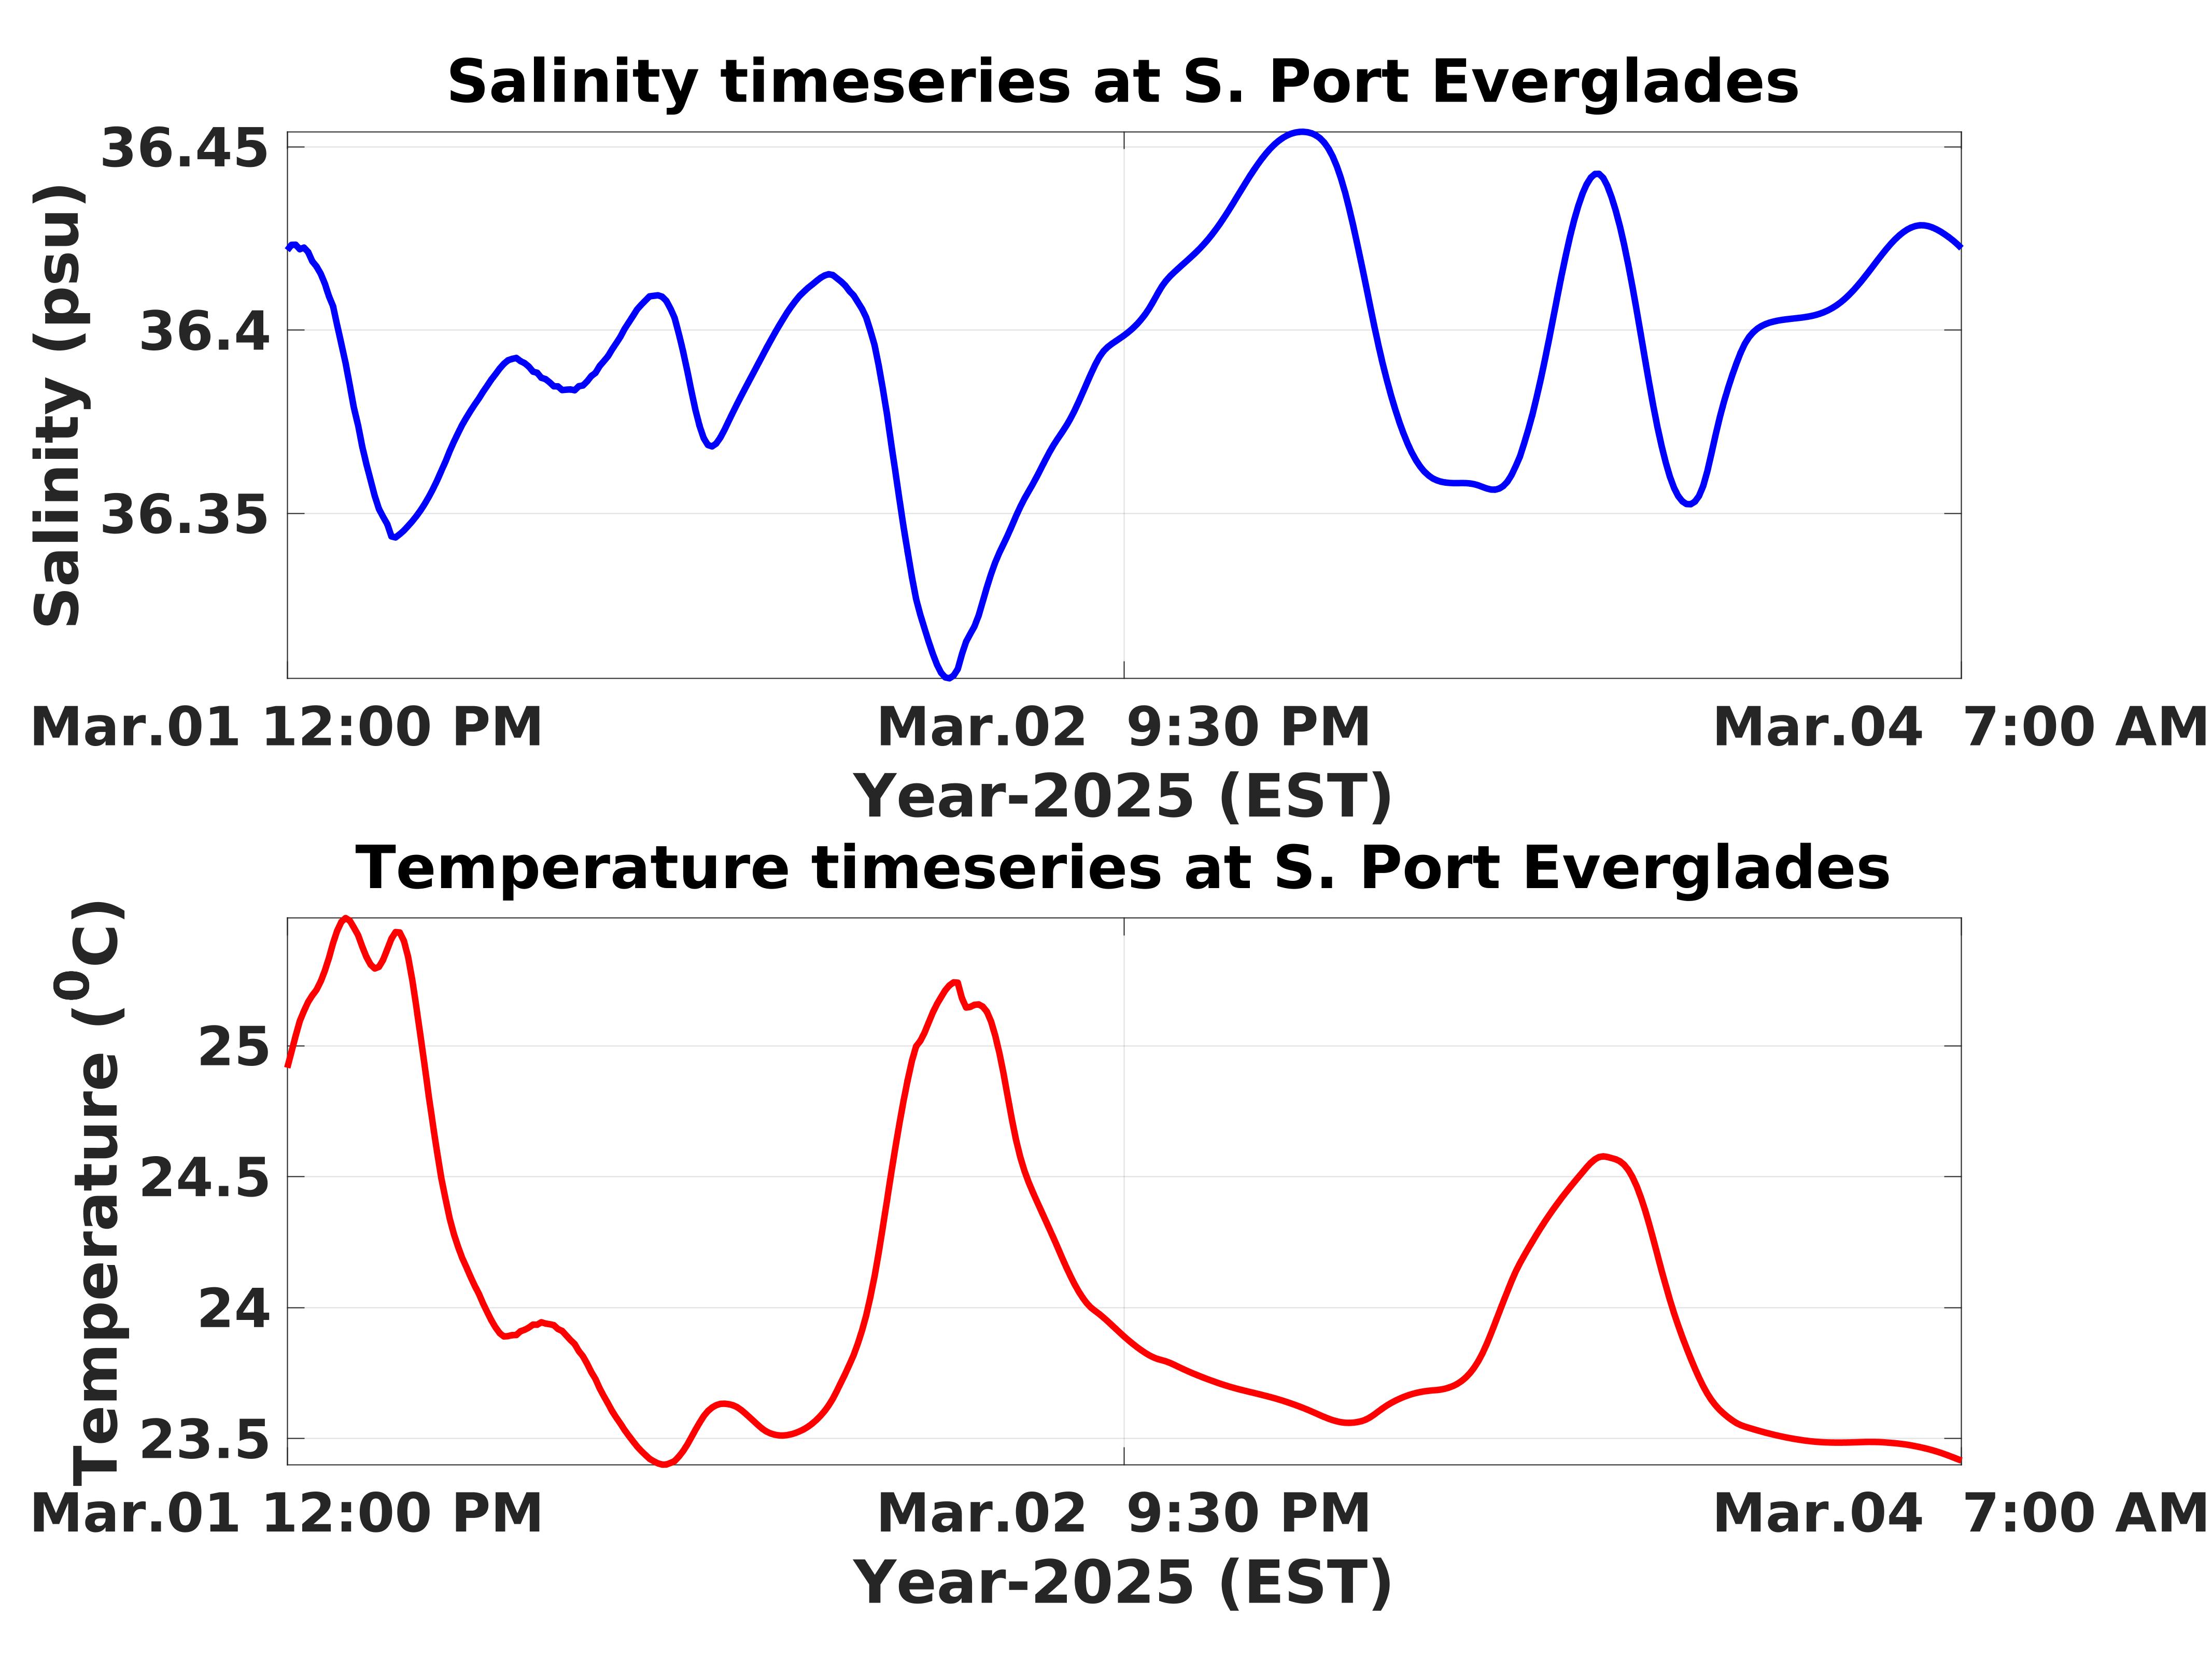 Salinity timeseries at S. Port Everglades
Salinity (psu)
36.45
36.4
36.35
Mar.01 12:00 PM Mar.02  9:30 PM Mar.04  7:00 AM
Year-2025 (EST)
Temperature timeseries at S. Port Everglades
Temperature (⁰C)
25
24.5
24
23.5
Mar.01 12:00 PM Mar.02  9:30 PM Mar.04  7:00 AM
Year-2025 (EST)